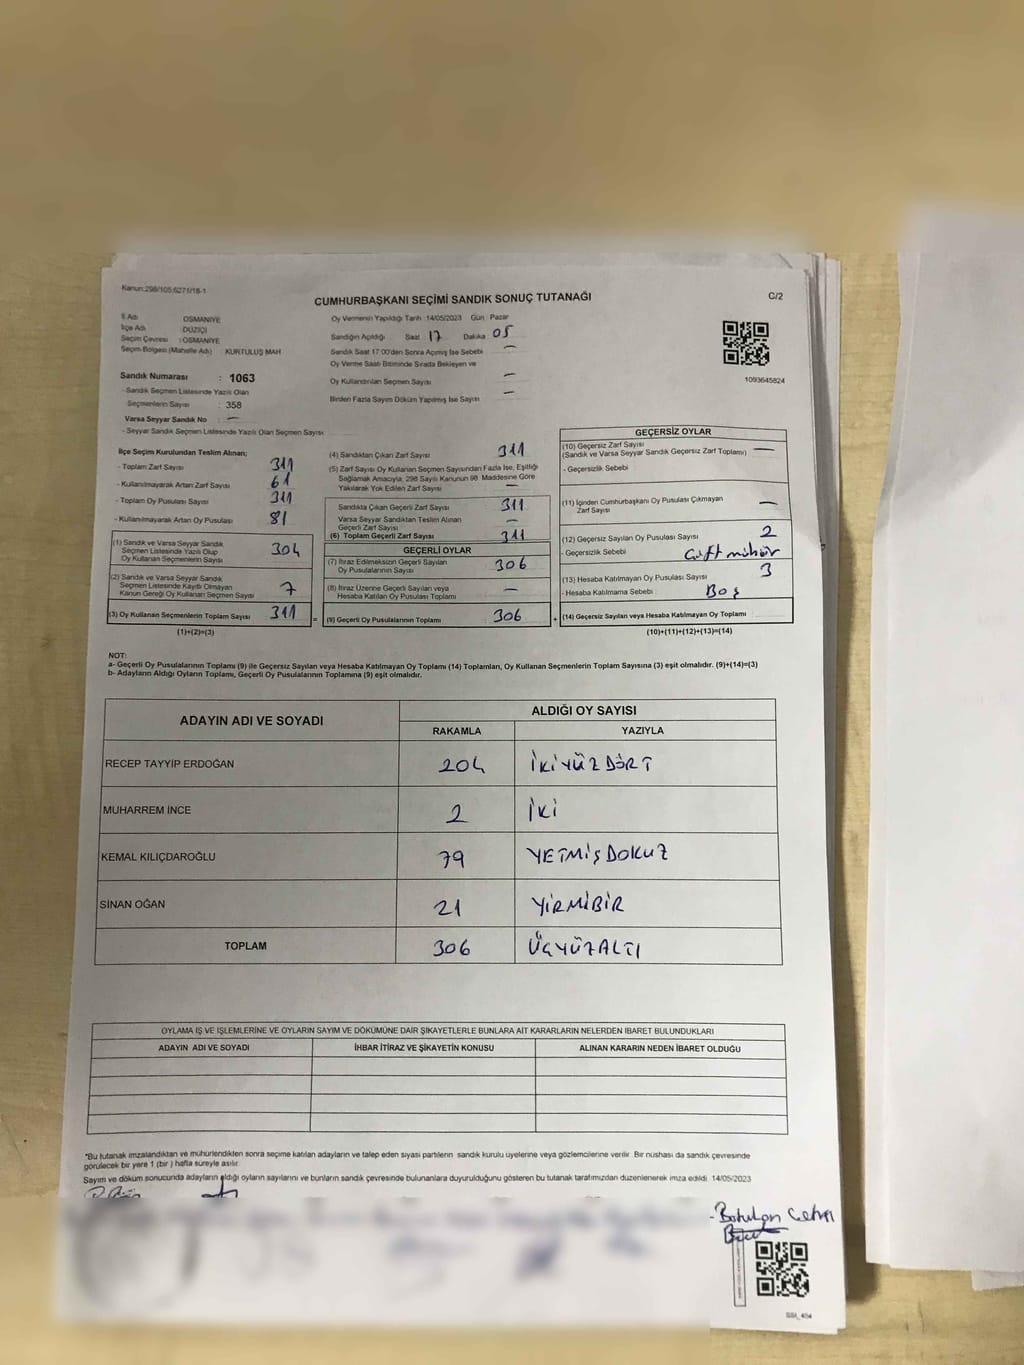 Kanun:298/105,6271/18-1
CUMHURBAŞKANI SEÇİMİ SANDIK SONUÇ TUTANAĞI
C/2
İl Adı OSMANİYE
İlçe Adı DÜZİÇİ
Seçim Çevresi : OSMANİYE
Seçim Bölgesi (Mahalle Adı) KURTULUŞ MAH
Sandık Numarası : 1063
- Sandık Seçmen Listesinde Yazılı Olan
Seçmenlerin Sayısı : 358
Varsa Seyyar Sandık No : —
- Seyyar Sandık Seçmen Listesinde Yazılı Olan Seçmen Sayısı
Oy Vermenin Yapıldığı Tarih :14/05/2023 Gün : Pazar
Sandığın Açıldığı Saat 17 Dakika 05
Sandık Saat 17:00'den Sonra Açılmış İse Sebebi —
Oy Verme Saati Bitiminde Sırada Bekleyen ve
Oy Kullandırılan Seçmen Sayısı —
Birden Fazla Sayım Döküm Yapılmış İse Sayısı —
1093645824
İlçe Seçim Kurulundan Teslim Alınan;
- Toplam Zarf Sayısı
- Kullanılmayarak Artan Zarf Sayısı 61
- Toplam Oy Pusulası Sayısı
- Kullanılmayarak Artan Oy Pusulası 81
(1) Sandık ve Varsa Seyyar Sandık
Seçmen Listesinde Yazılı Olup
Oy Kullanan Seçmenlerin Sayısı 304
(2) Sandık ve Varsa Seyyar Sandık
Seçmen Listesinde Kayıtlı Olmayan
Kanun Gereği Oy Kullanan Seçmen Sayısı 7
(3) Oy Kullanan Seçmenlerin Toplam Sayısı 311 =
(1)+(2)=(3)
(4) Sandıktan Çıkan Zarf Sayısı 311
(5) Zarf Sayısı Oy Kullanan Seçmen Sayısından Fazla İse, Eşitliği
Sağlamak Amacıyla; 298 Sayılı Kanunun 98. Maddesine Göre
Yakılarak Yok Edilen Zarf Sayısı —
Sandıkta Çıkan Geçerli Zarf Sayısı 311
Varsa Seyyar Sandıktan Teslim Alınan
Geçerli Zarf Sayısı —
(6) Toplam Geçerli Zarf Sayısı 311
GEÇERLİ OYLAR
(7) İtiraz Edilmeksizin Geçerli Sayılan
Oy Pusulalarının Sayısı 306
(8) İtiraz Üzerine Geçerli Sayılan veya
Hesaba Katılan Oy Pusulası Toplamı —
(9) Geçerli Oy Pusulalarının Toplamı 306 +
GEÇERSİZ OYLAR
(10) Geçersiz Zarf Sayısı
(Sandık ve Varsa Seyyar Sandık Geçersiz Zarf Toplamı) —
- Geçersizlik Sebebi
(11) İçinden Cumhurbaşkanı Oy Pusulası Çıkmayan
Zarf Sayısı —
(12) Geçersiz Sayılan Oy Pusulası Sayısı 2
- Geçersizlik Sebebi Çift mühür
(13) Hesaba Katılmayan Oy Pusulası Sayısı 3
- Hesaba Katılmama Sebebi Boş
(14) Geçersiz Sayılan veya Hesaba Katılmayan Oy Toplamı
(10)+(11)+(12)+(13)=(14)
NOT:
a- Geçerli Oy Pusulalarının Toplamı (9) ile Geçersiz Sayılan veya Hesaba Katılmayan Oy Toplamı (14) Toplamları, Oy Kullanan Seçmenlerin Toplam Sayısına (3) eşit olmalıdır. (9)+(14)=(3)
b- Adayların Aldığı Oyların Toplamı, Geçerli Oy Pusulalarının Toplamına (9) eşit olmalıdır.
ADAYIN ADI VE SOYADI ALDIĞI OY SAYISI
RAKAMLA YAZIYLA
RECEP TAYYİP ERDOĞAN 204 İKİYÜZDÖRT
MUHARREM İNCE 2 İKİ
KEMAL KILIÇDAROĞLU 79 YETMİŞDOKUZ
SİNAN OĞAN 21 YİRMİBİR
TOPLAM 306 ÜÇYÜZALTI
OYLAMA İŞ VE İŞLEMLERİNE VE OYLARIN SAYIM VE DÖKÜMÜNE DAİR ŞİKAYETLERLE BUNLARA AİT KARARLARIN NELERDEN İBARET BULUNDUKLARI
ADAYIN ADI VE SOYADI İHBAR İTİRAZ VE ŞİKAYETİN KONUSU ALINAN KARARIN NEDEN İBARET OLDUĞU
*Bu tutanak imzalandıktan ve mühürlendikten sonra seçime katılan adayların ve talep eden siyasi partilerin sandık kurulu üyelerine veya gözlemcilerine verilir. Bir nüshası da sandık çevresinde
görülecek bir yere 1 (bir ) hafta süreyle asılır.
Sayım ve döküm sonucunda adayların aldığı oyların sayılarını ve bunların sandık çevresinde bulunanlara duyurulduğunu gösteren bu tutanak tarafımızdan düzenlenerek imza edildi. 14/05/2023